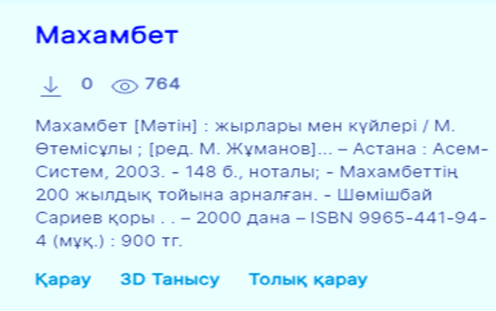 Махамбет
0 764
Махамбет [Мәтін] : жырлары мен күйлері / М.
Өтемісұлы ; [ред. М. Жұманов]... – Астана : Асем-
Систем, 2003. - 148 б., ноталы; - Махамбеттің
200 жылдық тойына арналған. - Шөмішбай
Сариев қоры . . – 2000 дана – ISBN 9965-441-94-
4 (мұқ.) : 900 тг.
Қарау 3D Танысу Толық қарау